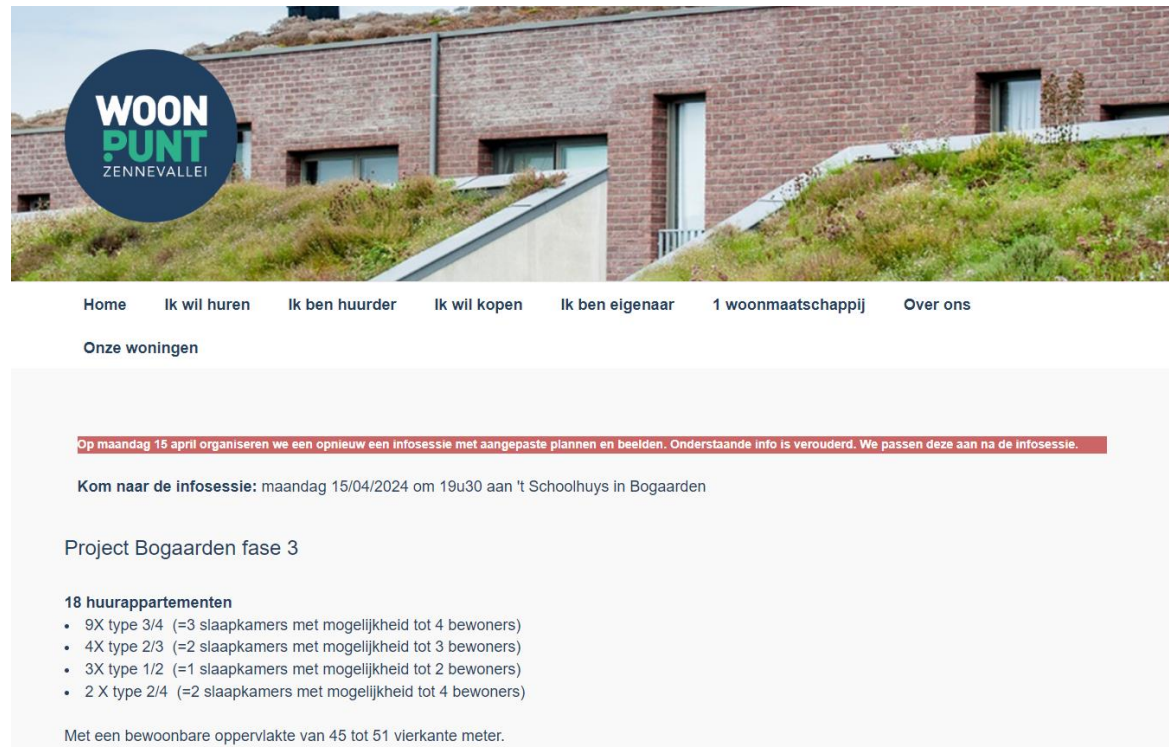 WOON
PUNT
ZENNEVALLEI
Home Ik wil huren Ik ben huurder Ik wil kopen Ik ben eigenaar 1 woonmaatschappij Over ons
Onze woningen
Op maandag 15 april organiseren we een opnieuw een infosessie met aangepaste plannen en beelden. Onderstaande info is verouderd. We passen deze aan na de infosessie.
Kom naar de infosessie: maandag 15/04/2024 om 19u30 aan 't Schoolhuys in Bogaarden
Project Bogaarden fase 3
18 huurappartementen
• 9X type 3/4 (=3 slaapkamers met mogelijkheid tot 4 bewoners)
• 4X type 2/3 (=2 slaapkamers met mogelijkheid tot 3 bewoners)
• 3X type 1/2 (=1 slaapkamers met mogelijkheid tot 2 bewoners)
• 2 X type 2/4 (=2 slaapkamers met mogelijkheid tot 4 bewoners)
Met een bewoonbare oppervlakte van 45 tot 51 vierkante meter.